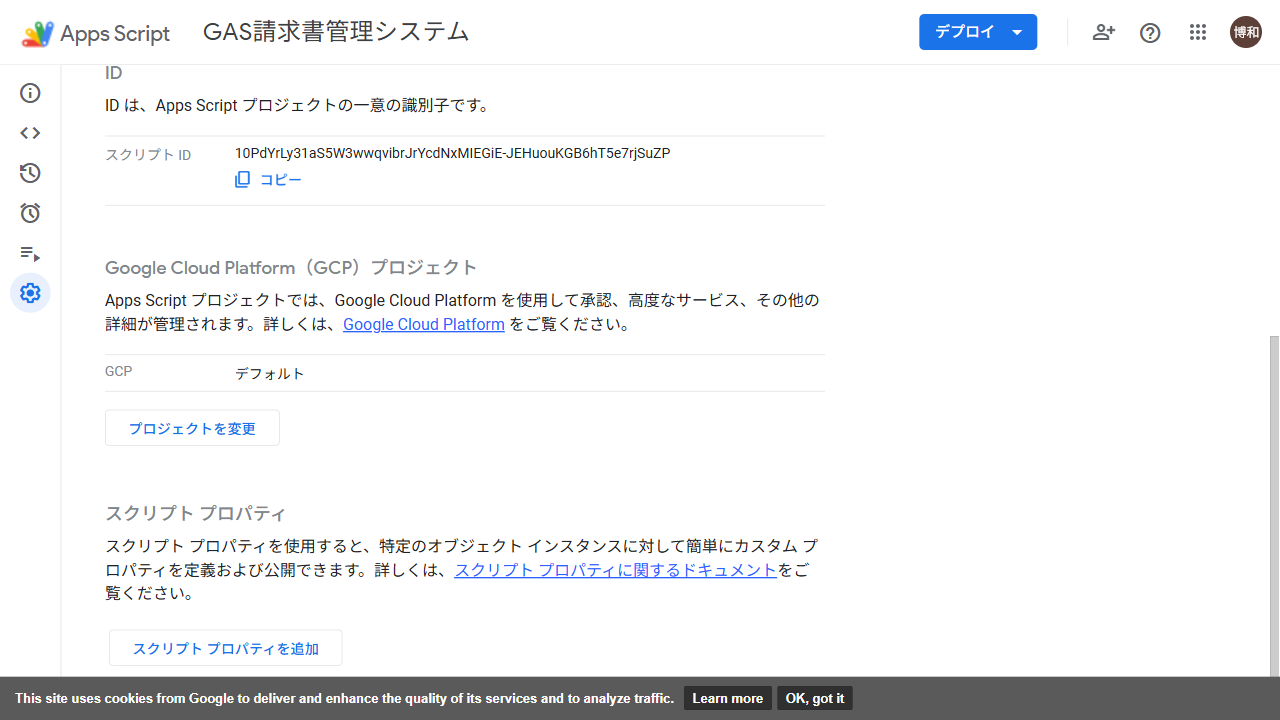 Apps Script
GAS請求書管理システム
デプロイ
博和
ID
ID は、Apps Script プロジェクトの一意の識別子です。
スクリプト ID
10PdYrLy31aS5W3wwqvibrJrYcdNxMIEGiE-JEHuouKGB6hT5e7rjSuZP
コピー
Google Cloud Platform（GCP）プロジェクト
Apps Script プロジェクトでは、Google Cloud Platform を使用して承認、高度なサービス、その他の
詳細が管理されます。詳しくは、Google Cloud Platform をご覧ください。
GCP
デフォルト
プロジェクトを変更
スクリプト プロパティ
スクリプト プロパティを使用すると、特定のオブジェクト インスタンスに対して簡単にカスタム プ
ロパティを定義および公開できます。詳しくは、スクリプト プロパティに関するドキュメントをご
覧ください。
スクリプト プロパティを追加
This site uses cookies from Google to deliver and enhance the quality of its services and to analyze traffic.
Learn more
OK, got it